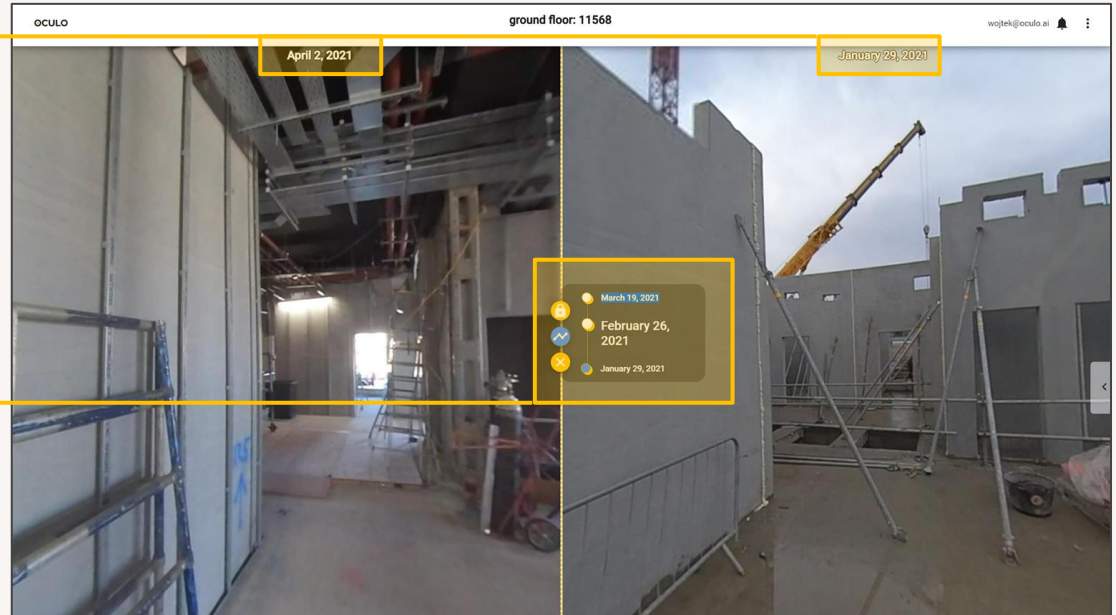 OCULO
ground floor: 11568
wojtek@oculo.ai
April 2, 2021
January 29, 2021
March 19, 2021
February 26,
2021
January 29, 2021